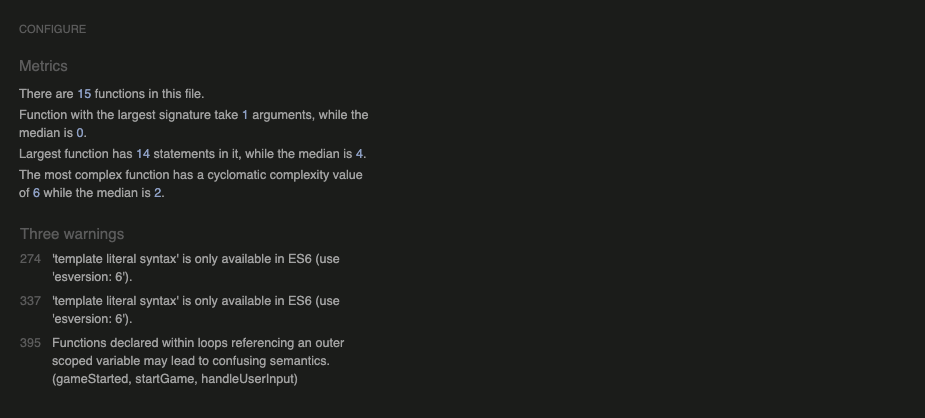 CONFIGURE
Metrics
There are 15 functions in this file.
Function with the largest signature take 1 arguments, while the
median is 0.
Largest function has 14 statements in it, while the median is 4.
The most complex function has a cyclomatic complexity value
of 6 while the median is 2.
Three warnings
274 'template literal syntax' is only available in ES6 (use
'esversion: 6').
337 'template literal syntax' is only available in ES6 (use
'esversion: 6').
395 Functions declared within loops referencing an outer
scoped variable may lead to confusing semantics.
(gameStarted, startGame, handleUserInput)